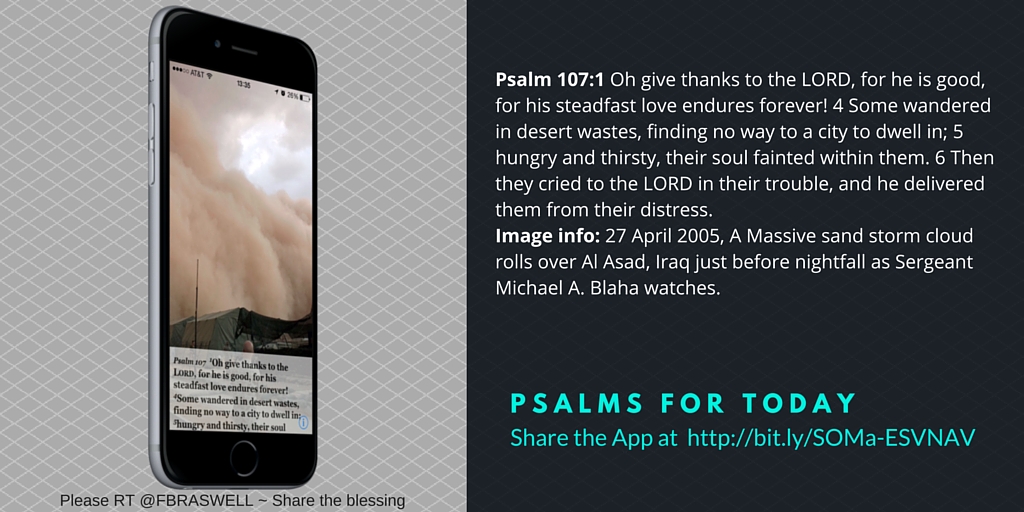 ●●●○○ AT&T
13:35
26%
Psalm 107 ¹Oh give thanks to the
LORD, for he is good, for his
steadfast love endures forever!
⁴Some wandered in desert wastes,
finding no way to a city to dwell in;
⁵hungry and thirsty, their soul
Please RT @FBRASWELL ~ Share the blessing
Psalm 107:1 Oh give thanks to the LORD, for he is good,
for his steadfast love endures forever! 4 Some wandered
in desert wastes, finding no way to a city to dwell in; 5
hungry and thirsty, their soul fainted within them. 6 Then
they cried to the LORD in their trouble, and he delivered
them from their distress.
Image info: 27 April 2005, A Massive sand storm cloud
rolls over Al Asad, Iraq just before nightfall as Sergeant
Michael A. Blaha watches.
PSALMS FOR TODAY
Share the App at http://bit.ly/SOMa-ESVNAV